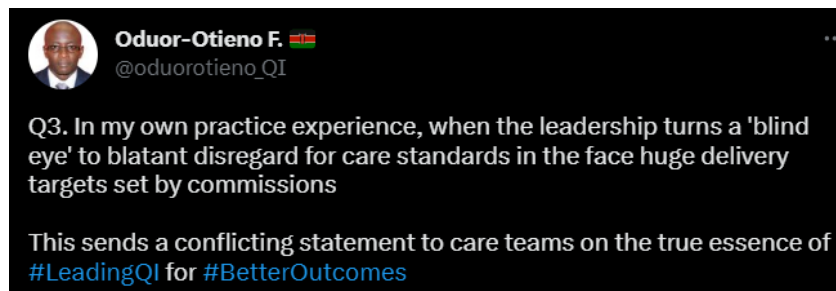 Oduor-Otieno F. 🇰🇪
@oduorotieno_QI
Q3. In my own practice experience, when the leadership turns a 'blind
eye' to blatant disregard for care standards in the face huge delivery
targets set by commissions
This sends a conflicting statement to care teams on the true essence of
#LeadingQI for #BetterOutcomes